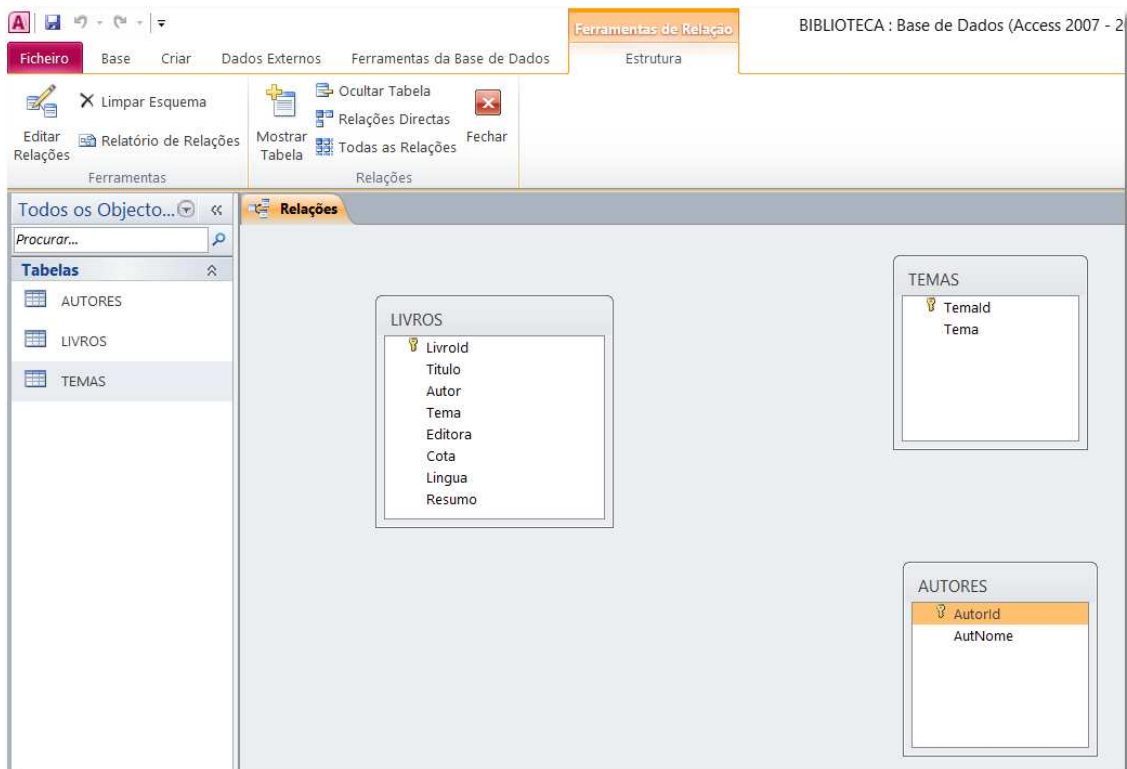 A
Ferramentas de Relação
BIBLIOTECA : Base de Dados (Access 2007 - 2
Ficheiro
Base
Criar
Dados Externos
Ferramentas da Base de Dados
Estrutura
Editar Relações
Limpar Esquema
Relatório de Relações
Ferramentas
Mostrar Tabela
Ocultar Tabela
Relações Directas
Todas as Relações
Fechar
Relações
Todos os Objecto...
Procurar...
Tabelas
AUTORES
LIVROS
TEMAS
Relações
LIVROS
LivroId
Titulo
Autor
Tema
Editora
Cota
Lingua
Resumo
TEMAS
TemaId
Tema
AUTORES
AutorId
AutNome